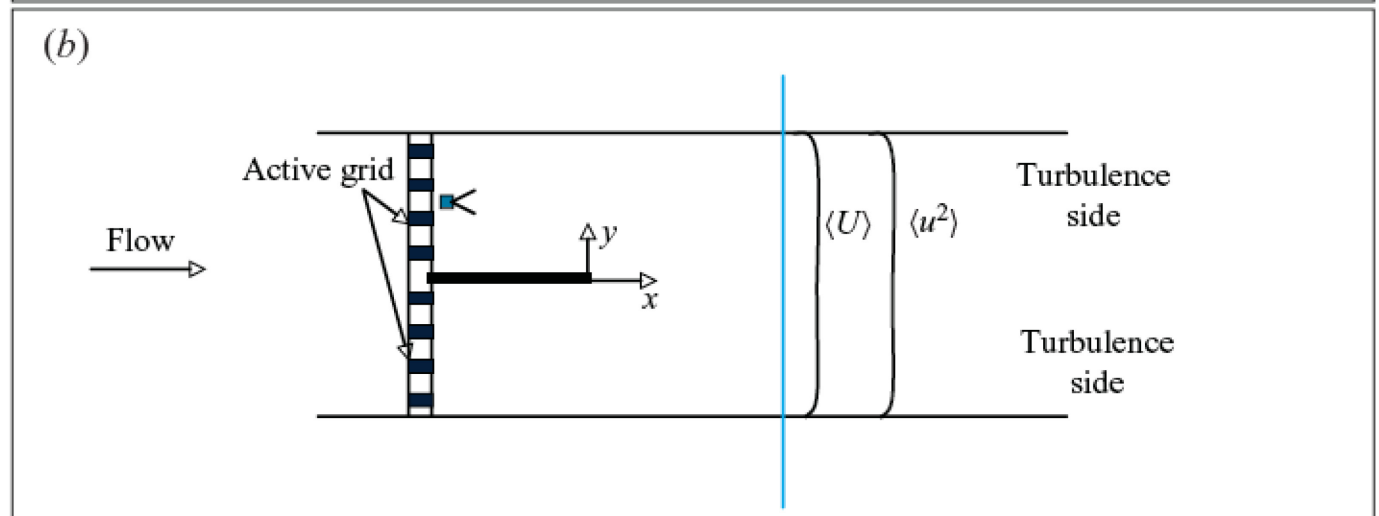 (b)
Active grid
Flow
y
x
⟨U⟩
⟨u²⟩
Turbulence
side
Turbulence
side